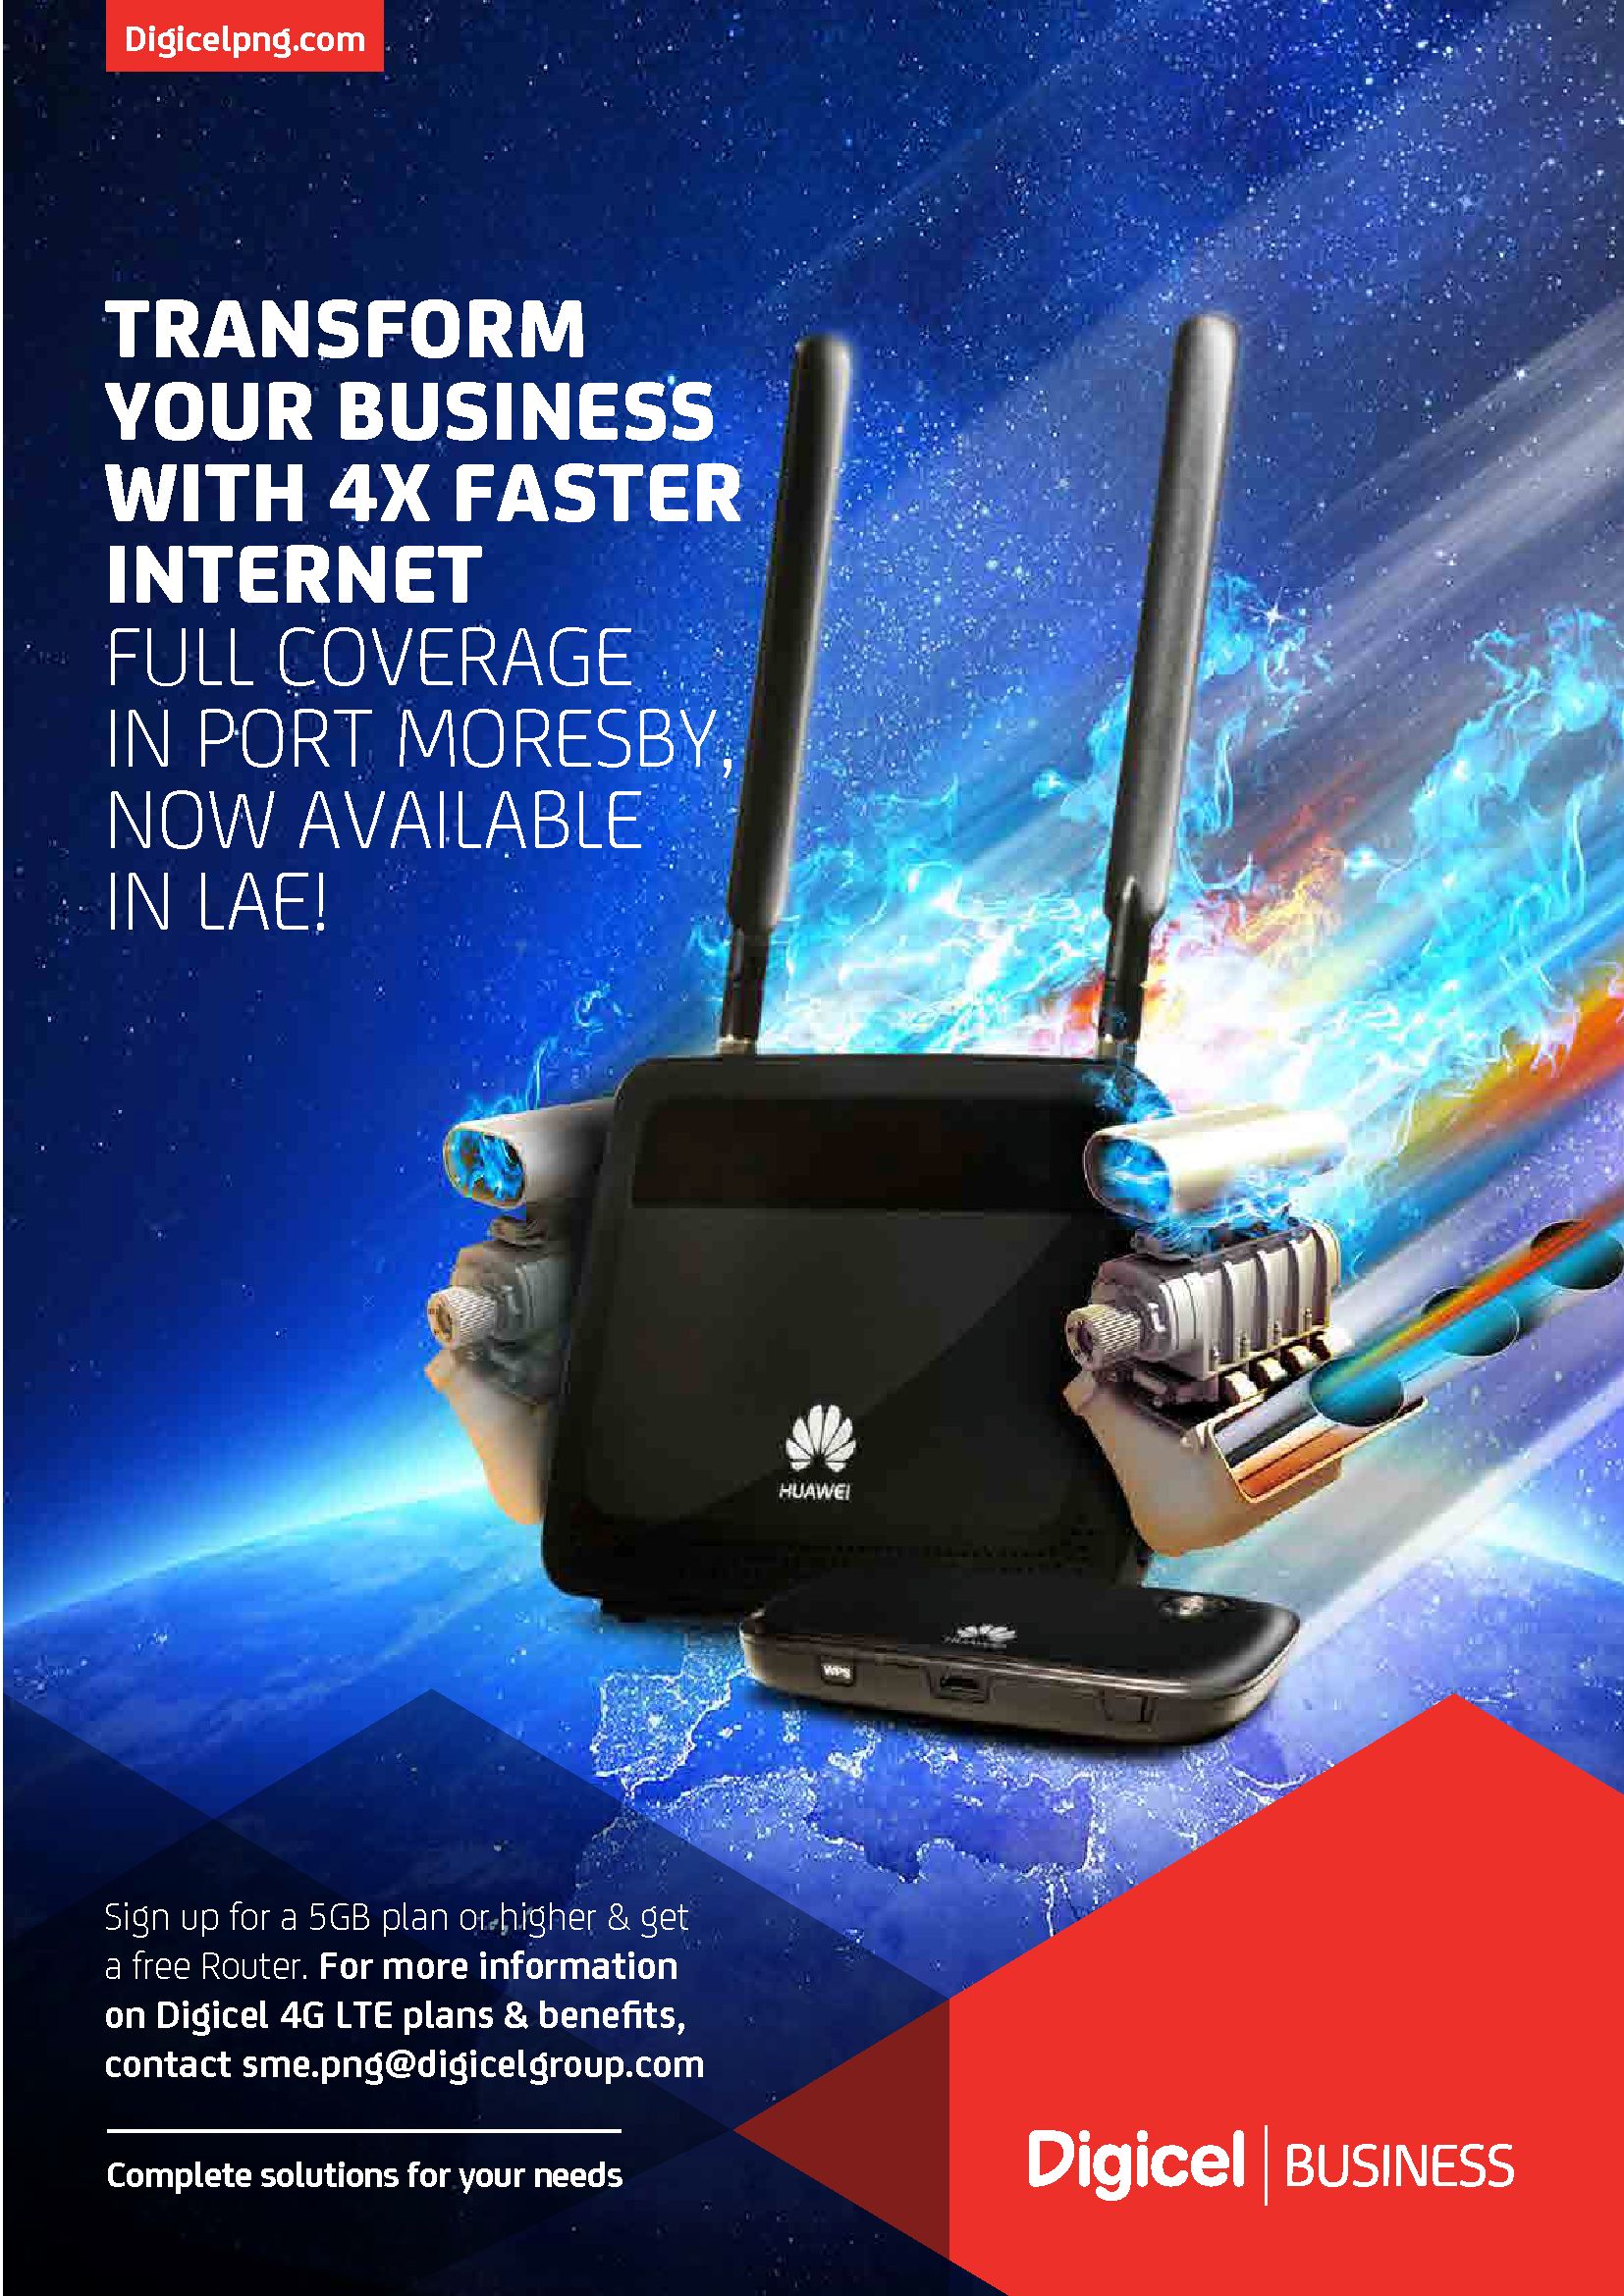 Digicelpng.com
TRANSFORM
YOUR BUSINESS
WITH 4X FASTER
INTERNET
FULL COVERAGE
IN PORT MORESBY,
NOW AVAILABLE
IN LAE!
HUAWEI
WPS
Sign up for a 5GB plan or higher & get
a free Router. For more information
on Digicel 4G LTE plans & benefits,
contact sme.png@digicelgroup.com
Complete solutions for your needs
Digicel | BUSINESS